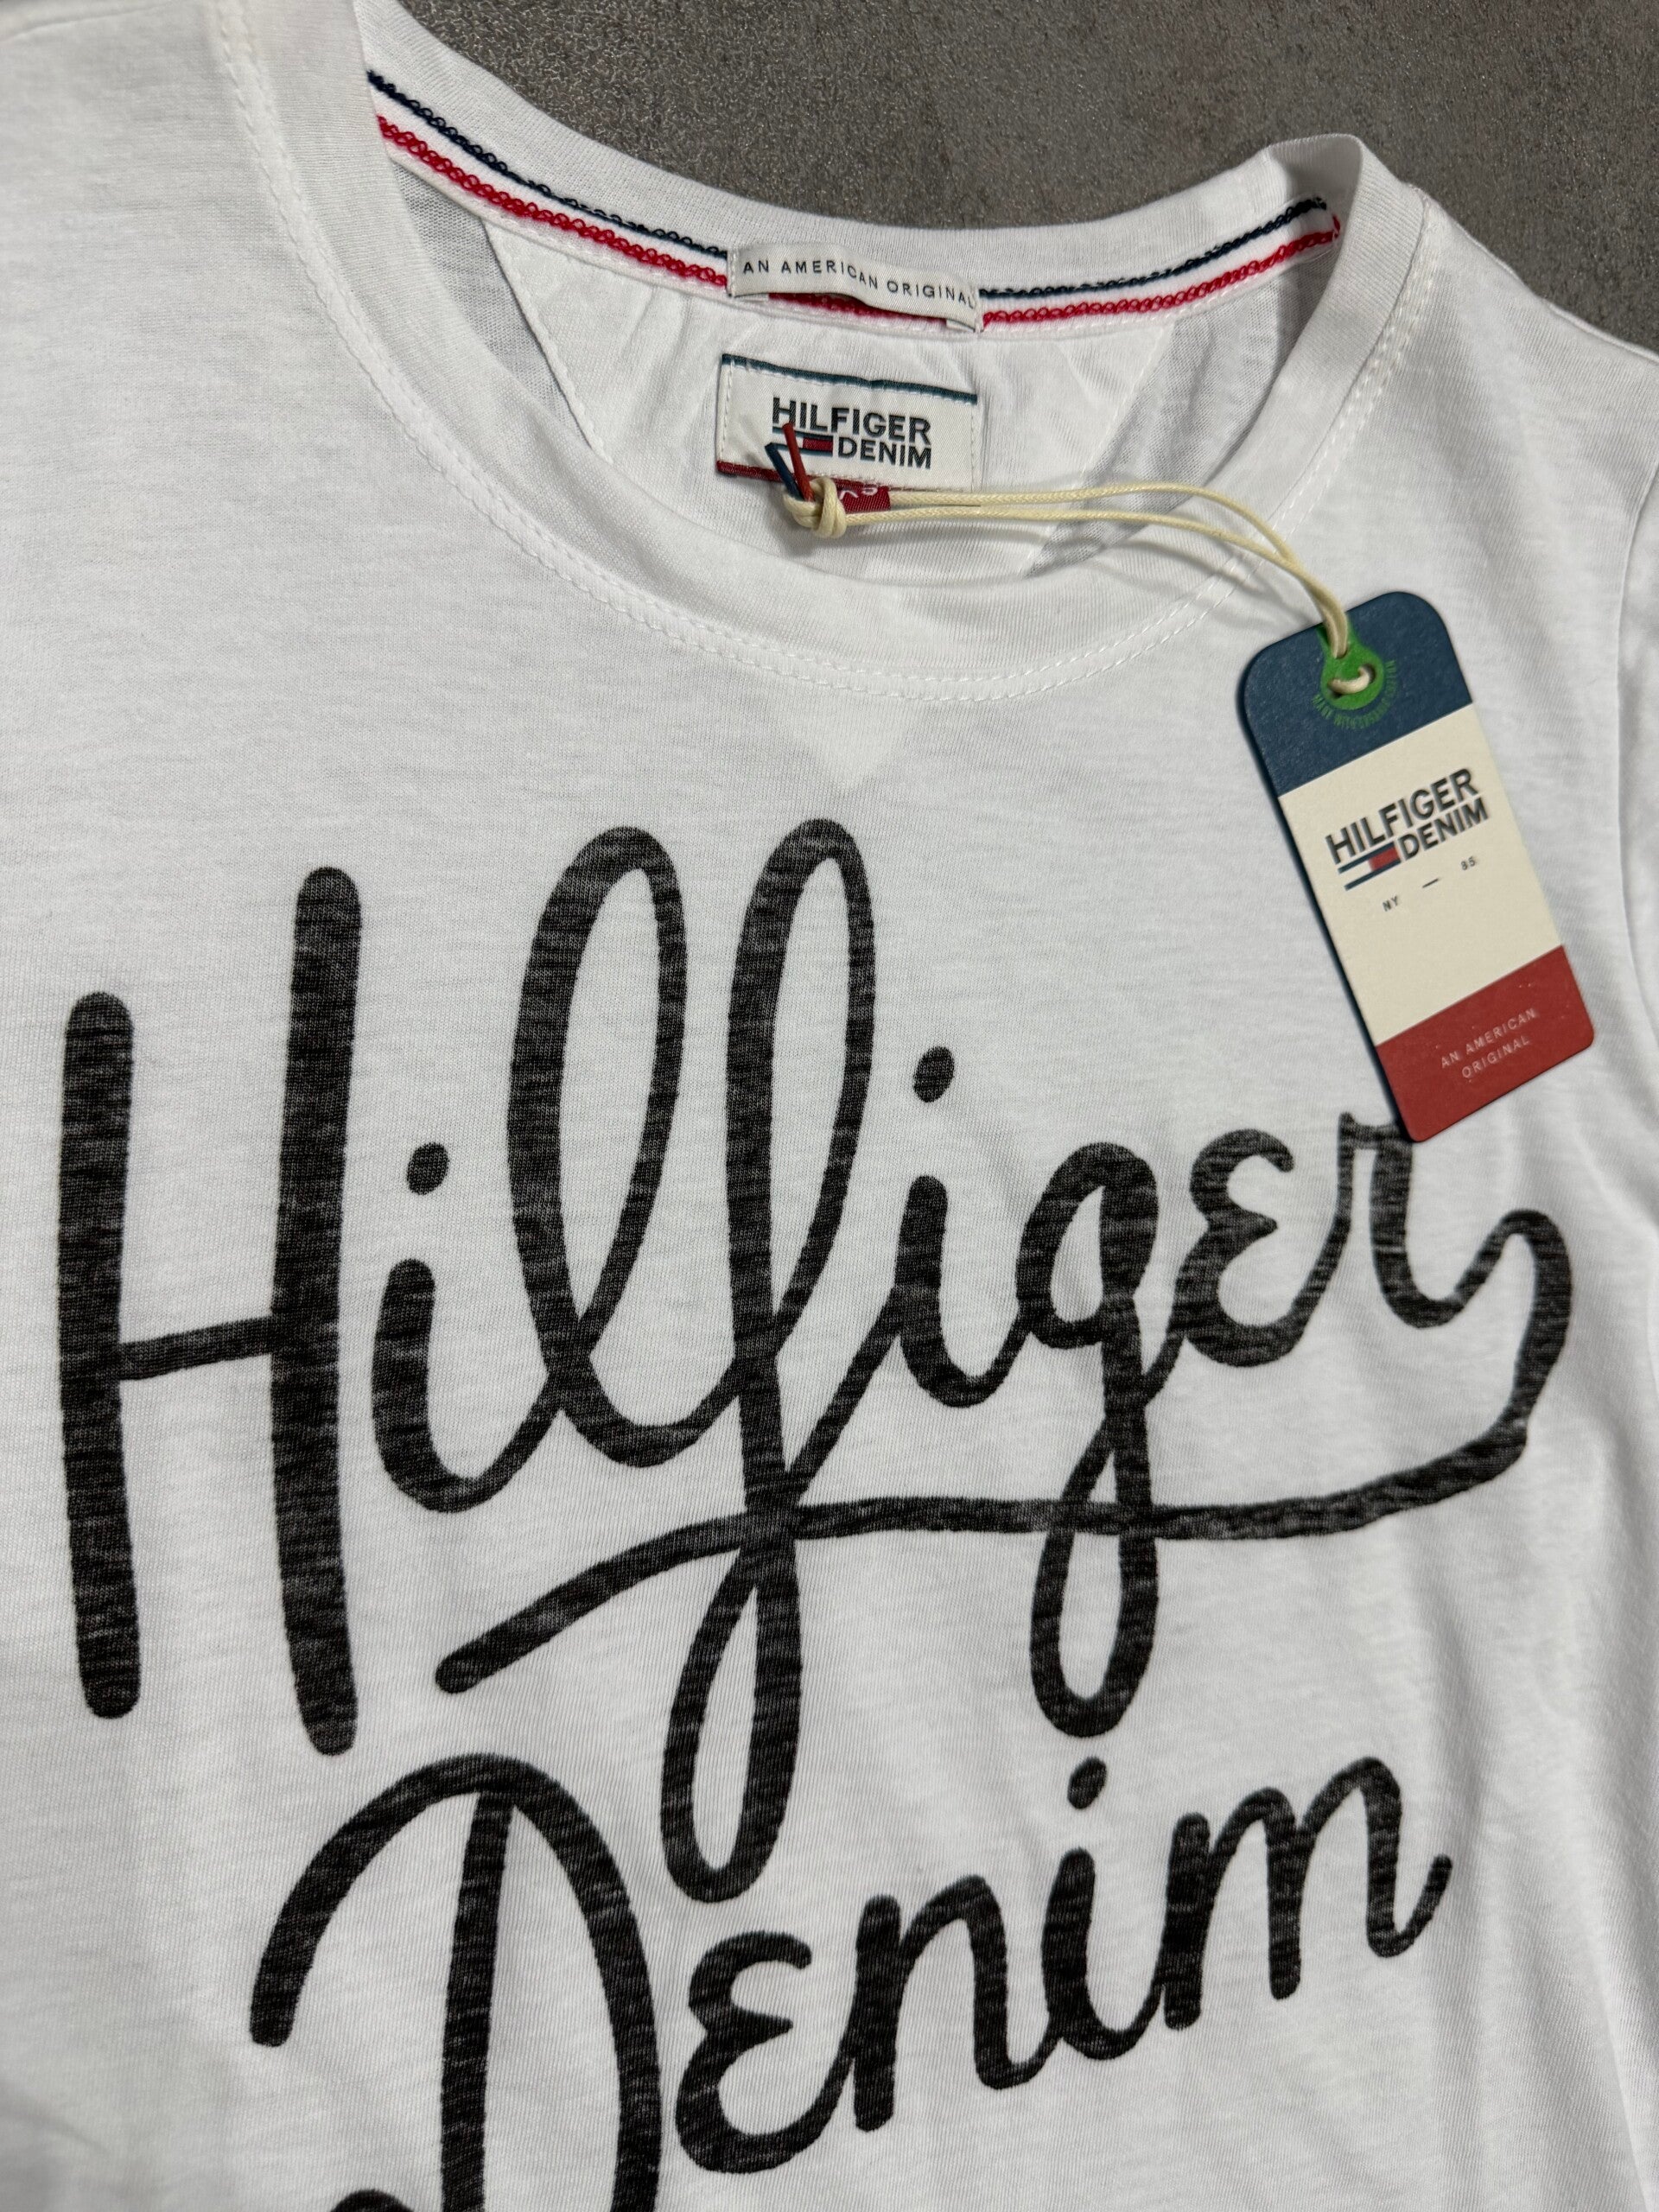 AN AMERICAN ORIGINAL
HILFIGER
DENIM
HILFIGER
DENIM
NY — 85
AN AMERICAN
ORIGINAL
Hilfiger
Denim